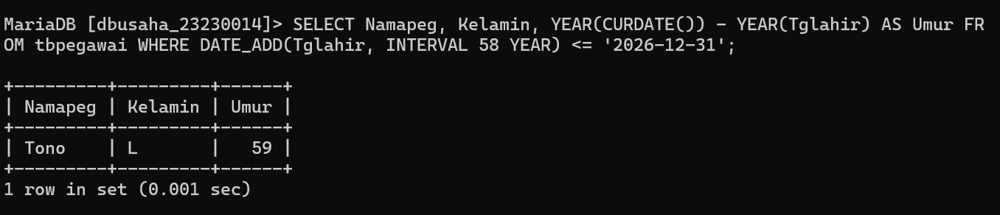 MariaDB [dbusaha_23230014]> SELECT Namapeg, Kelamin, YEAR(CURDATE()) - YEAR(Tglahir) AS Umur FR
OM tbpegawai WHERE DATE_ADD(Tglahir, INTERVAL 58 YEAR) <= '2026-12-31';
+---------+---------+------+
| Namapeg | Kelamin | Umur |
+---------+---------+------+
| Tono    | L       |   59 |
+---------+---------+------+
1 row in set (0.001 sec)